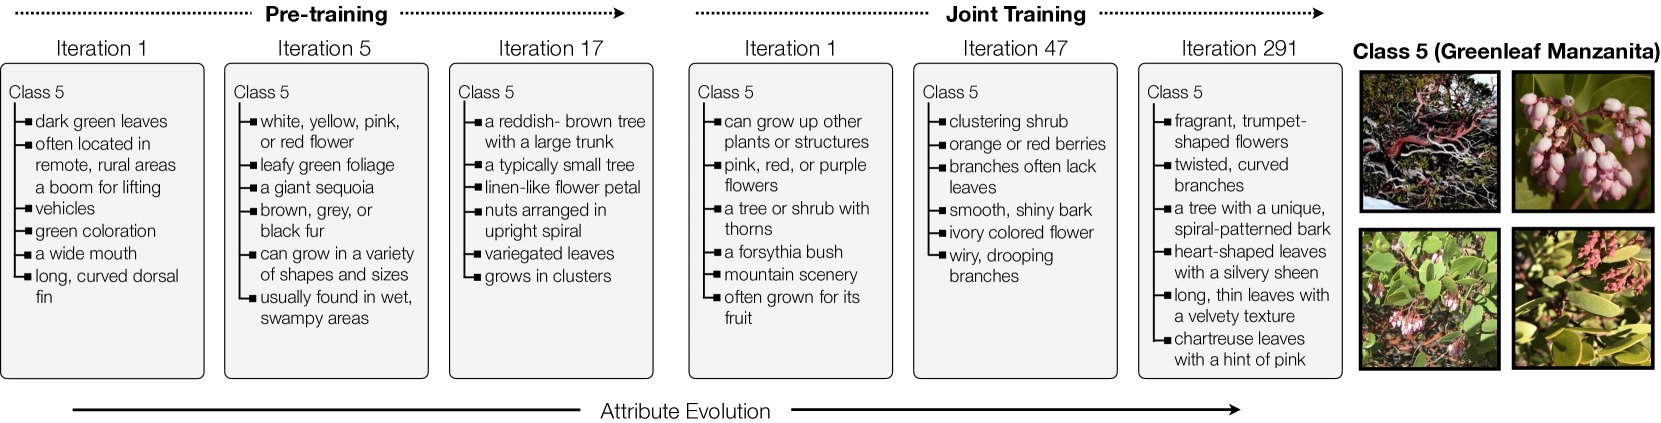 Pre-training
Joint Training
Iteration 1
Iteration 5
Iteration 17
Iteration 1
Iteration 47
Iteration 291
Class 5 (Greenleaf Manzanita)
Class 5
dark green leaves
often located in
remote, rural areas
a boom for lifting
vehicles
green coloration
a wide mouth
long, curved dorsal
fin
Class 5
white, yellow, pink,
or red flower
leafy green foliage
a giant sequoia
brown, grey, or
black fur
can grow in a variety
of shapes and sizes
usually found in wet,
swampy areas
Class 5
a reddish- brown tree
with a large trunk
a typically small tree
linen-like flower petal
nuts arranged in
upright spiral
variegated leaves
grows in clusters
Class 5
can grow up other
plants or structures
pink, red, or purple
flowers
a tree or shrub with
thorns
a forsythia bush
mountain scenery
often grown for its
fruit
Class 5
clustering shrub
orange or red berries
branches often lack
leaves
smooth, shiny bark
ivory colored flower
wiry, drooping
branches
Class 5
fragrant, trumpet-
shaped flowers
twisted, curved
branches
a tree with a unique,
spiral-patterned bark
heart-shaped leaves
with a silvery sheen
long, thin leaves with
a velvety texture
chartreuse leaves
with a hint of pink
Attribute Evolution